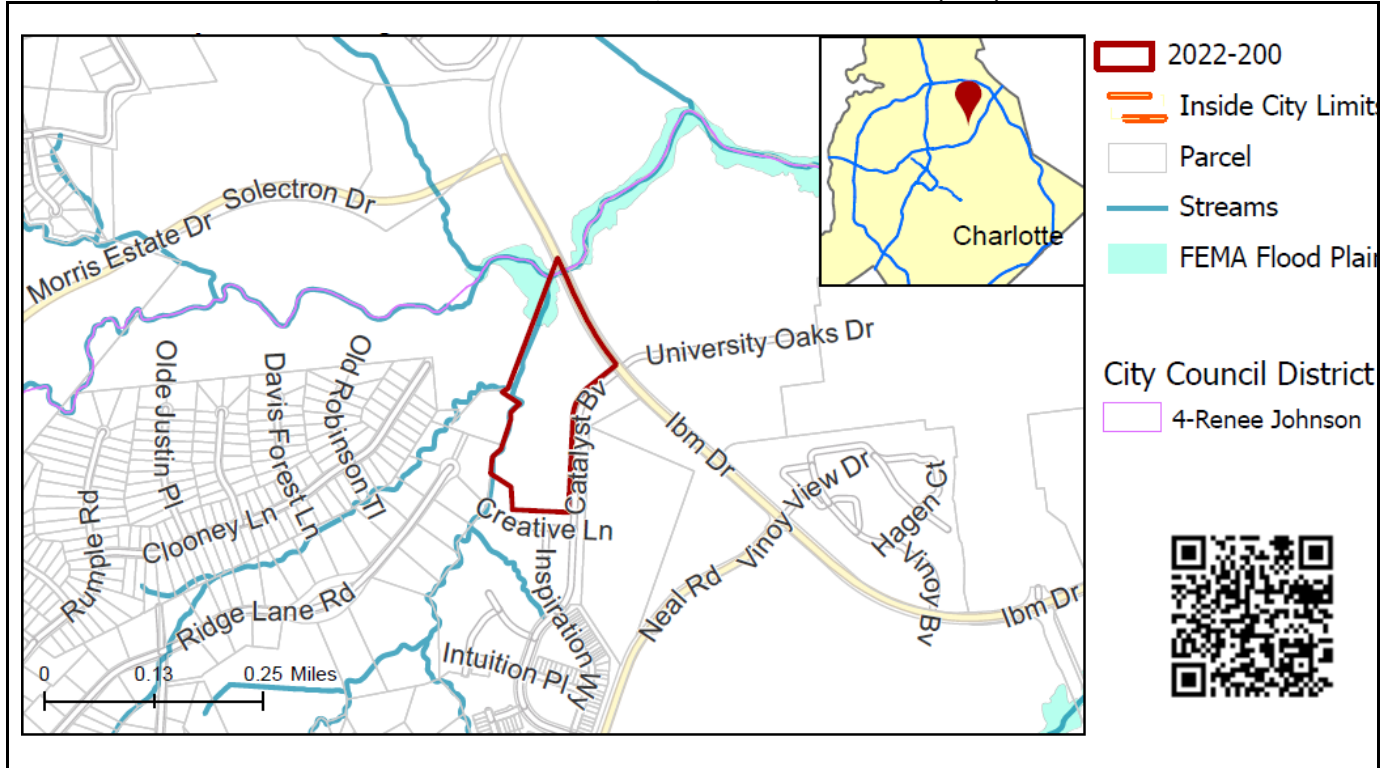 Solectron Dr
Morris Estate Dr
Charlotte
University Oaks Dr
Olde Justin Pl
Davis Forest Ln
Old Robinson Tl
Catalyst Bv
Ibm Dr
Rumple Rd
Clooney Ln
Creative Ln
Vinoy View Dr
Hagen Ct
Vinoy Bv
Ridge Lane Rd
Inspiration Wy
Neal Rd
Ibm Dr
Intuition Pl
0 0.13 0.25 Miles
2022-200
Inside City Limits
Parcel
Streams
FEMA Flood Plain
City Council District
4-Renee Johnson